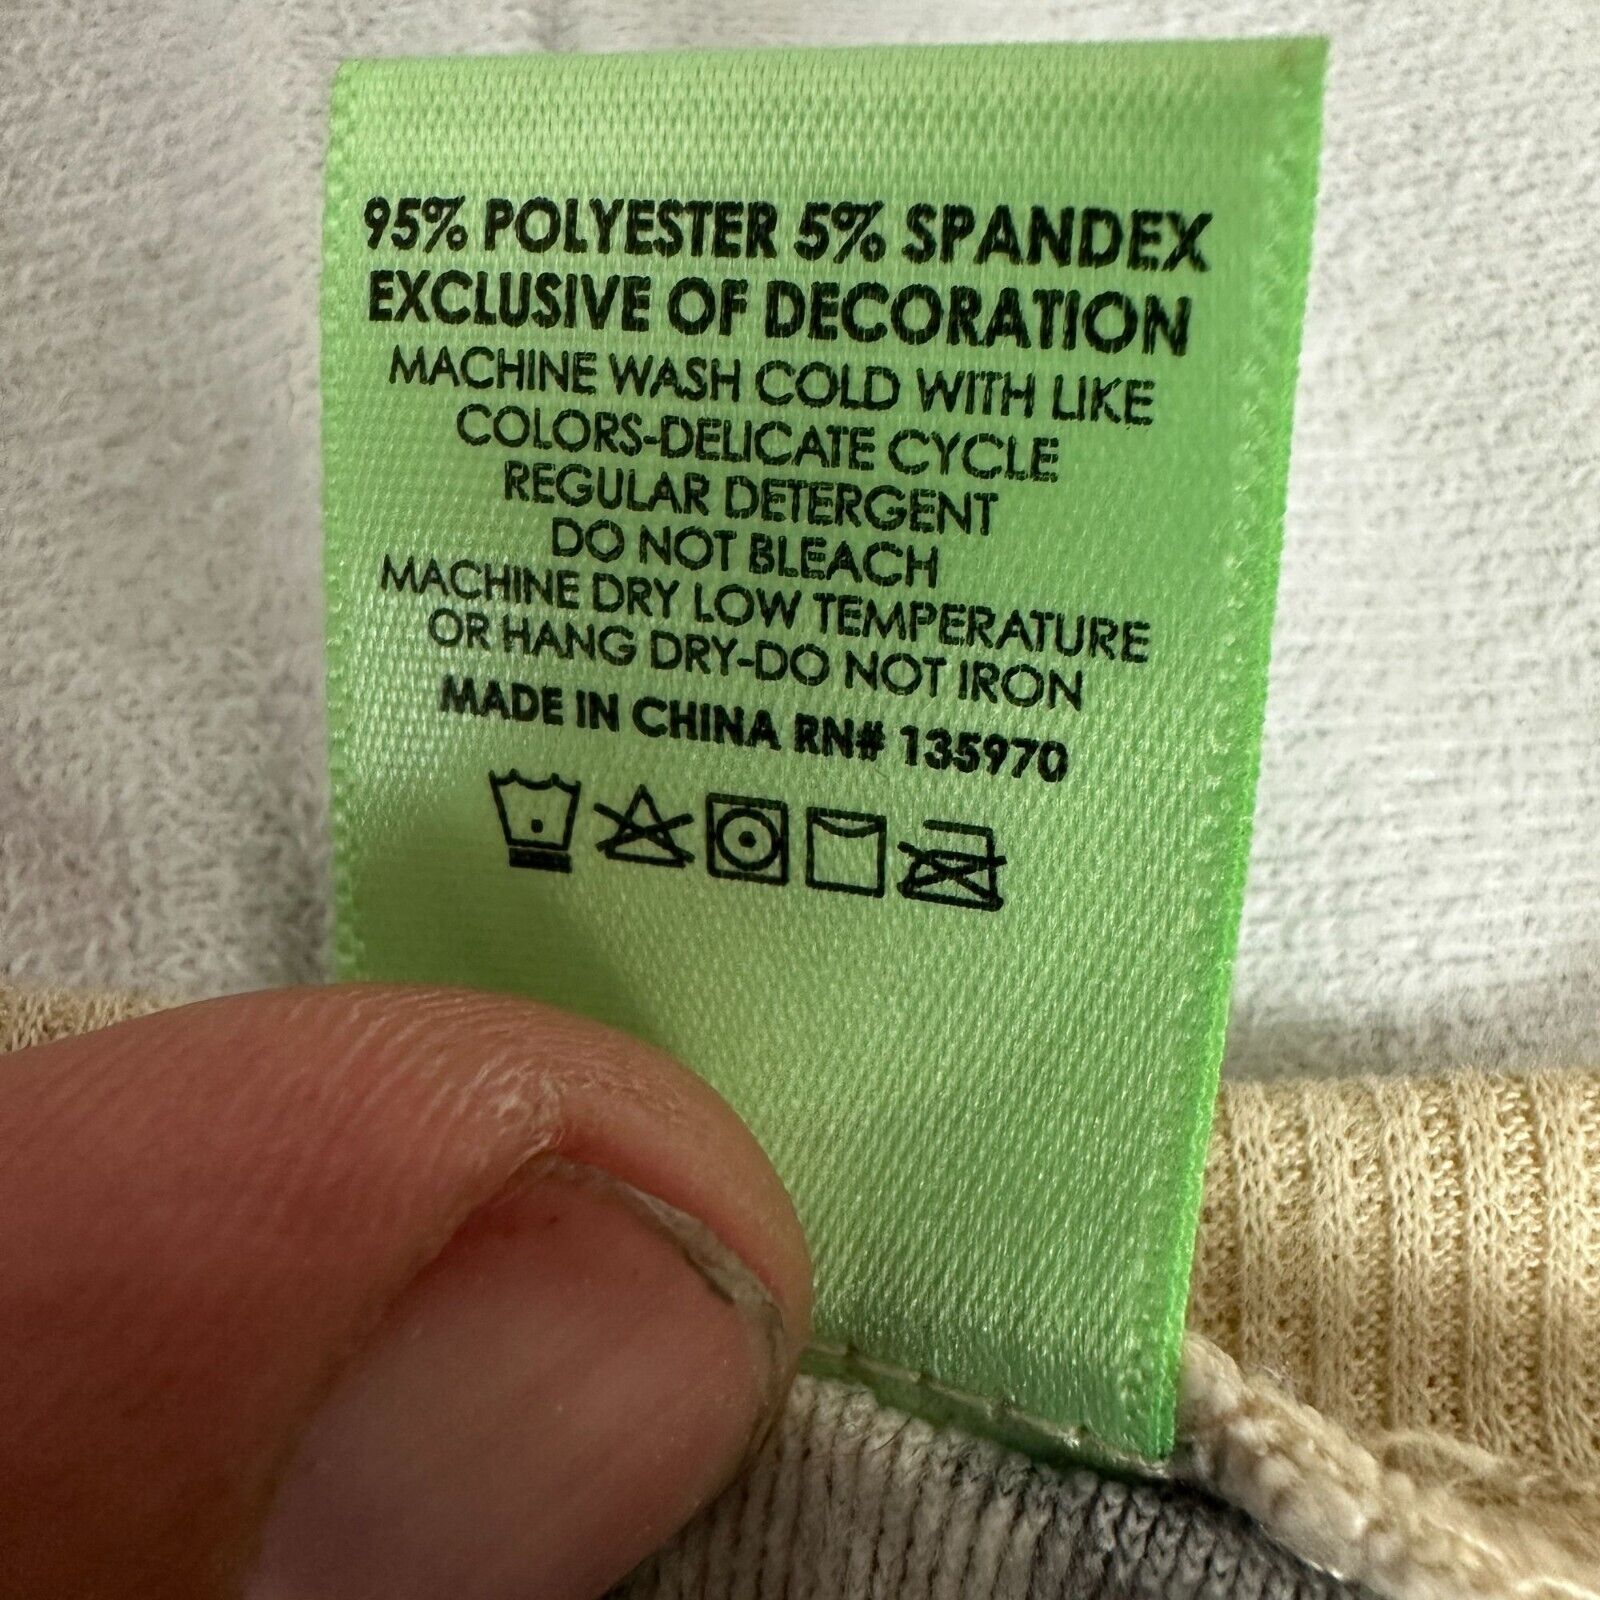 95% POLYESTER 5% SPANDEX
EXCLUSIVE OF DECORATION
MACHINE WASH COLD WITH LIKE
COLORS-DELICATE CYCLE
REGULAR DETERGENT
DO NOT BLEACH
MACHINE DRY LOW TEMPERATURE
OR HANG DRY-DO NOT IRON
MADE IN CHINA RN# 135970